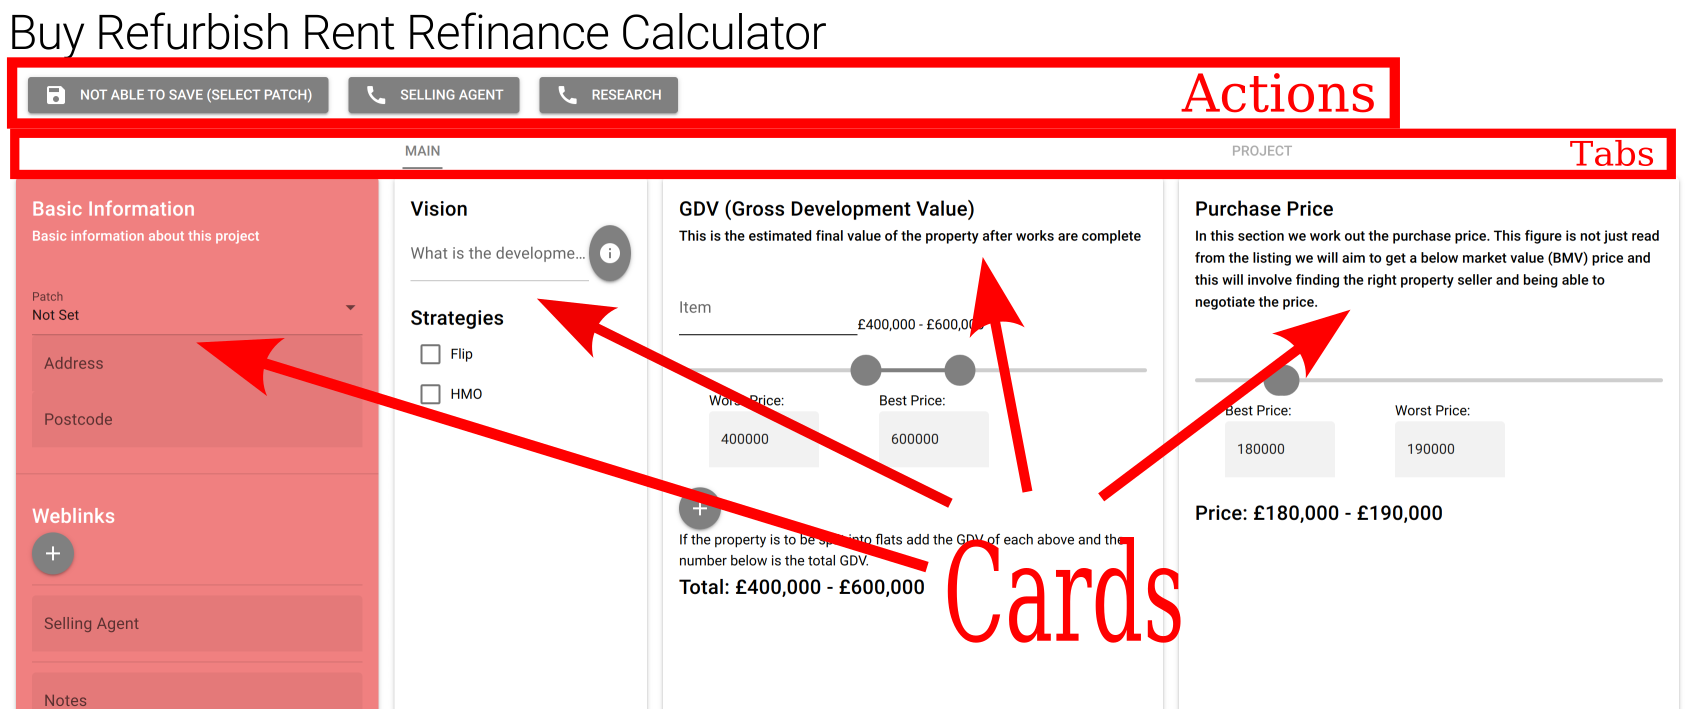 Buy Refurbish Rent Refinance Calculator
NOT ABLE TO SAVE (SELECT PATCH)
SELLING AGENT
RESEARCH
Actions
MAIN
PROJECT
Tabs
Basic Information
Basic information about this project
Patch
Not Set
Address
Postcode
Weblinks
Selling Agent
Notes
Vision
What is the developme...
Strategies
Flip
HMO
GDV (Gross Development Value)
This is the estimated final value of the property after works are complete
Item
£400,000 - £600,000
Worst Price:
Best Price:
400000
600000
If the property is to be split into flats add the GDV of each above and the
number below is the total GDV.
Total: £400,000 - £600,000
Cards
Purchase Price
In this section we work out the purchase price. This figure is not just read
from the listing we will aim to get a below market value (BMV) price and
this will involve finding the right property seller and being able to
negotiate the price.
Best Price:
Worst Price:
180000
190000
Price: £180,000 - £190,000